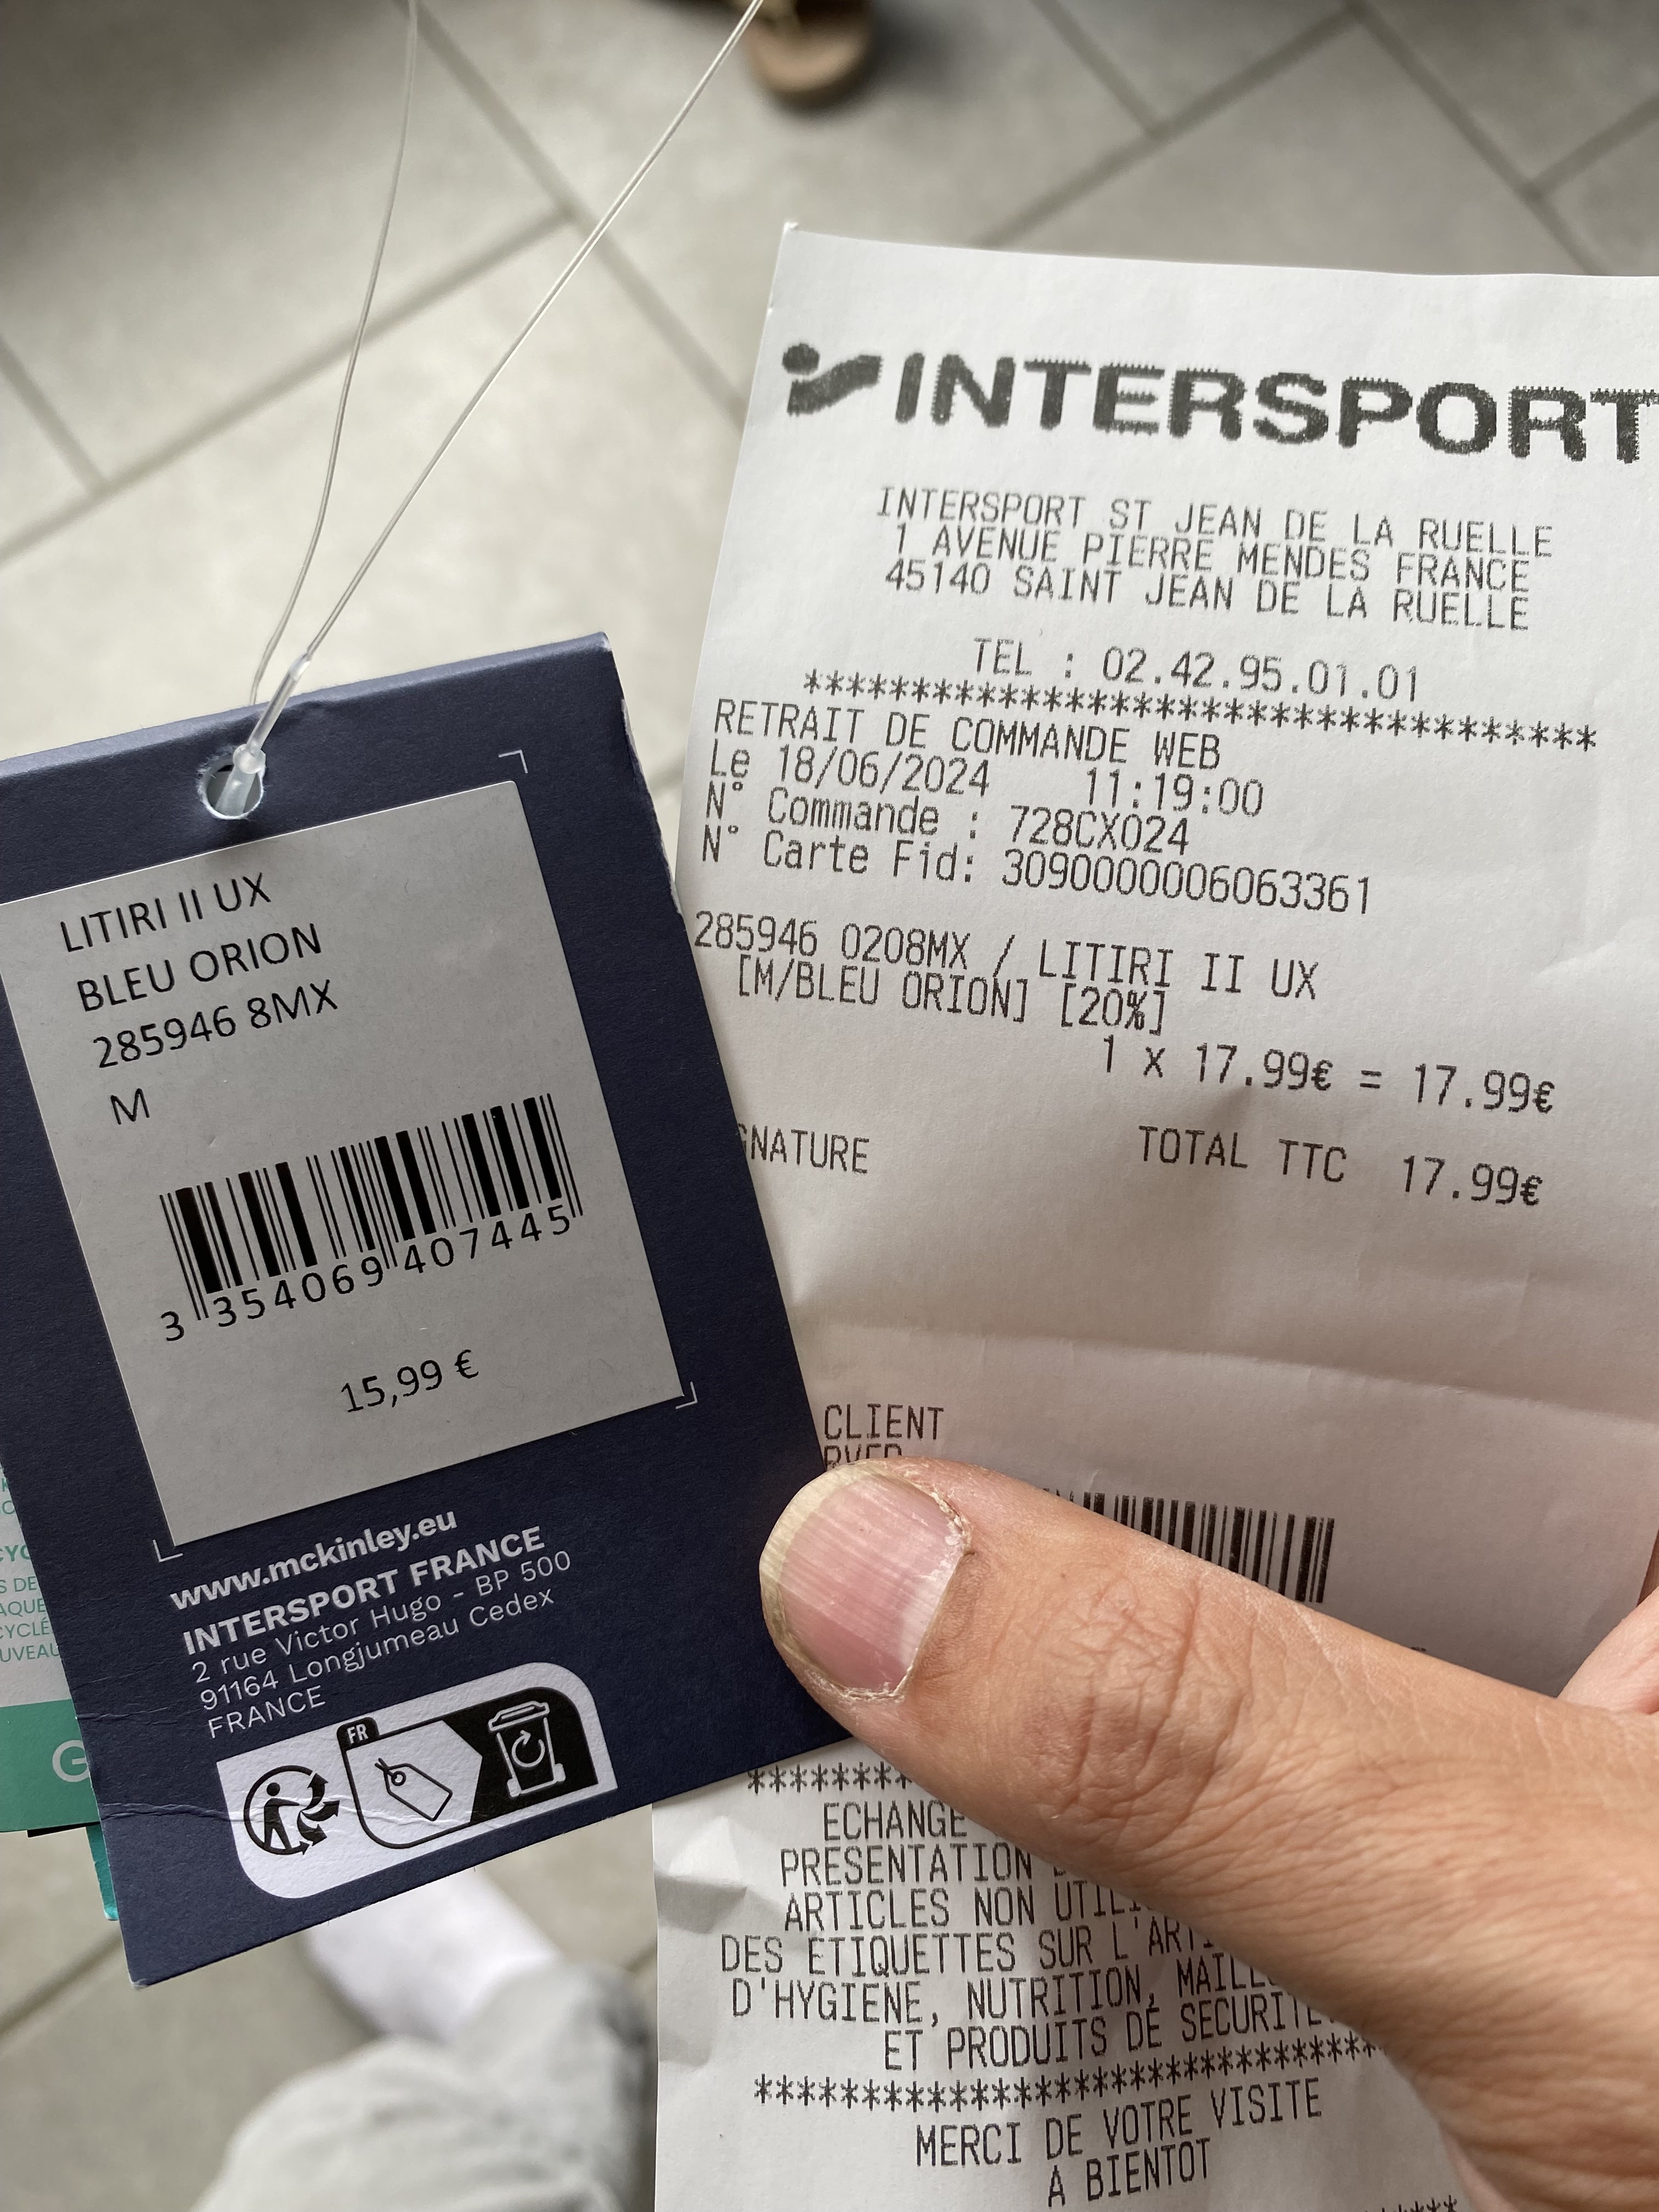 LITIRI II UX
BLEU ORION
285946 8MX
M
3 354069 407445
15,99 €
www.mckinley.eu
INTERSPORT FRANCE
2 rue Victor Hugo - BP 500
91164 Longjumeau Cedex
FRANCE
FR
INTERSPORT
INTERSPORT ST JEAN DE LA RUELLE
1 AVENUE PIERRE MENDES FRANCE
45140 SAINT JEAN DE LA RUELLE
TEL : 02.42.95.01.01
*********************************
RETRAIT DE COMMANDE WEB
Le 18/06/2024 11:19:00
N° Commande : 728CX024
N° Carte Fid: 3090000006063361
285946 0208MX / LITIRI II UX
[M/BLEU ORION] [20%]
1 x 17.99€ = 17.99€
GNATURE TOTAL TTC 17.99€
CLIENT
ECHANGE
PRESENTATION
ARTICLES NON
DES ETIQUETTES SUR
D'HYGIENE, NUTRITION,
ET PRODUITS DE SECURITE
MERCI DE VOTRE VISITE
A BIENTOT